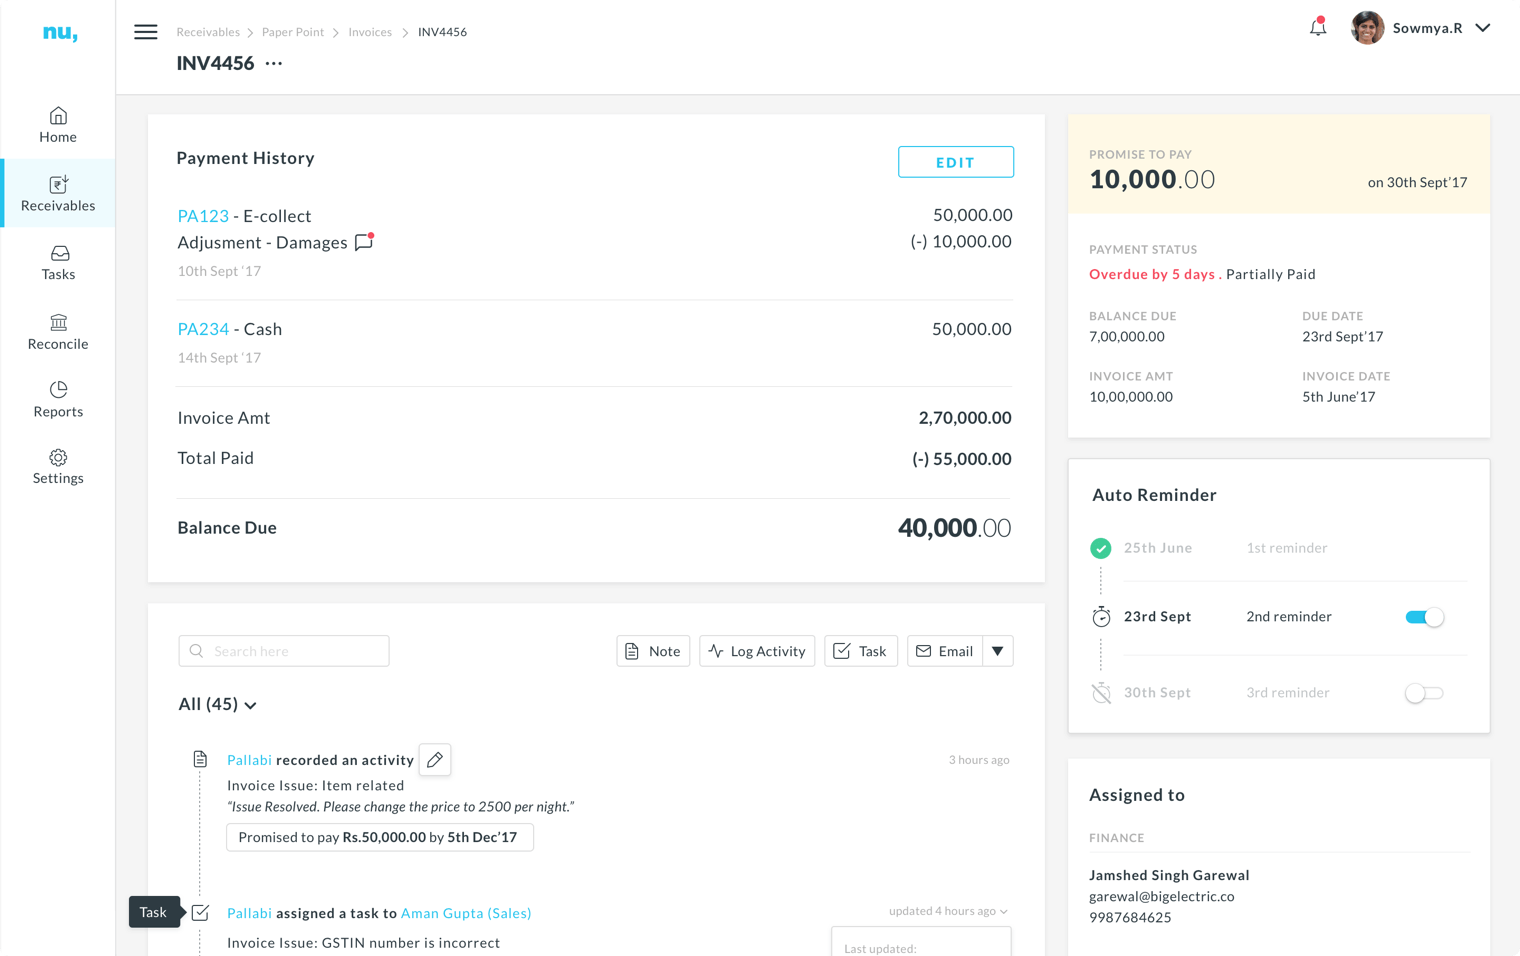 nu,
Home
Receivables
Tasks
Reconcile
Reports
Settings
Receivables > Paper Point > Invoices > INV4456
INV4456 ...
Sowmya.R
Payment History
EDIT
PA123 - E-collect 50,000.00
Adjusment - Damages (-) 10,000.00
10th Sept '17
PA234 - Cash 50,000.00
14th Sept '17
Invoice Amt 2,70,000.00
Total Paid (-) 55,000.00
Balance Due 40,000.00
Search here
Note
Log Activity
Task
Email
All (45)
Pallabi recorded an activity 3 hours ago
Invoice Issue: Item related
“Issue Resolved. Please change the price to 2500 per night.”
Promised to pay Rs.50,000.00 by 5th Dec'17
Task
Pallabi assigned a task to Aman Gupta (Sales) updated 4 hours ago
Invoice Issue: GSTIN number is incorrect
Last updated:
PROMISE TO PAY
10,000.00 on 30th Sept'17
PAYMENT STATUS
Overdue by 5 days . Partially Paid
BALANCE DUE DUE DATE
7,00,000.00 23rd Sept'17
INVOICE AMT INVOICE DATE
10,00,000.00 5th June'17
Auto Reminder
25th June 1st reminder
23rd Sept 2nd reminder
30th Sept 3rd reminder
Assigned to
FINANCE
Jamshed Singh Garewal
garewal@bigelectric.co
9987684625